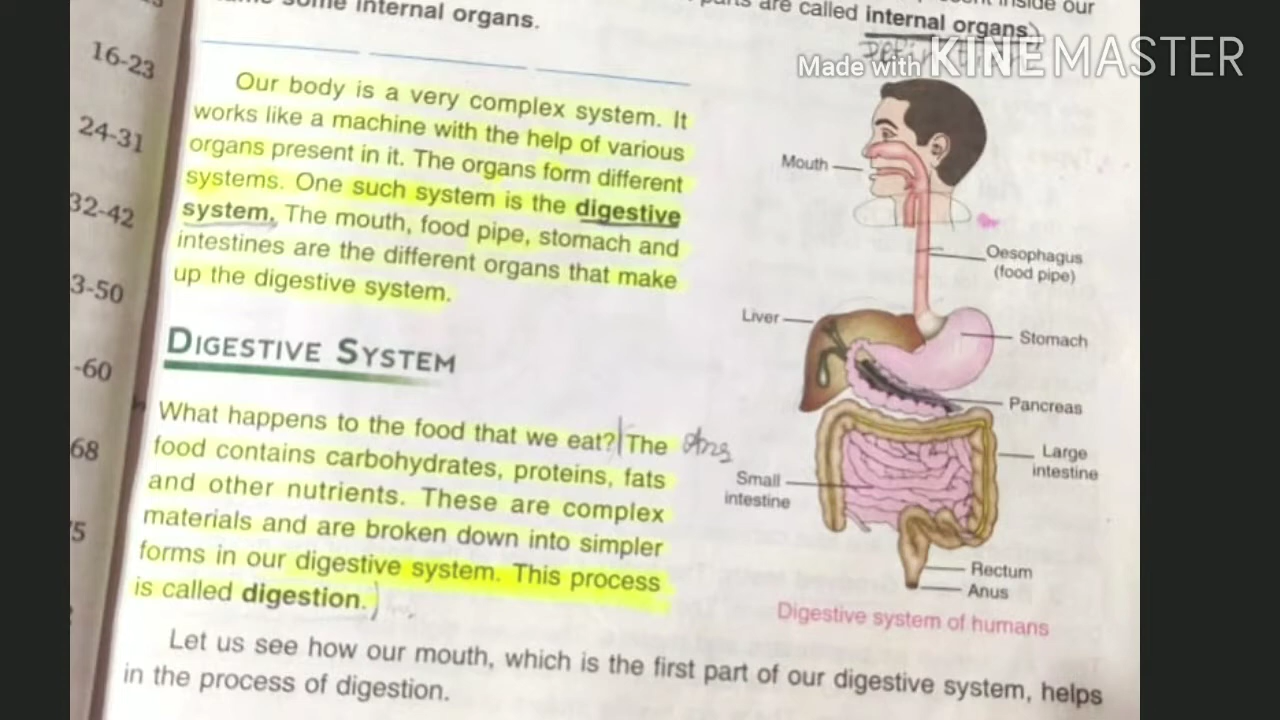 some internal organs.
are called internal organs)
Made with KINEMASTER
16-23
24-31
32-42
3-50
-60
68
5
Our body is a very complex system. It
works like a machine with the help of various
organs present in it. The organs form different
systems. One such system is the digestive
system. The mouth, food pipe, stomach and
intestines are the different organs that make
up the digestive system.
DIGESTIVE SYSTEM
What happens to the food that we eat? The Ans
food contains carbohydrates, proteins, fats
and other nutrients. These are complex
materials and are broken down into simpler
forms in our digestive system. This process
is called digestion.)
Mouth
Oesophagus
(food pipe)
Liver
Stomach
Pancreas
Large
intestine
Small
intestine
Rectum
Anus
Digestive system of humans
Let us see how our mouth, which is the first part of our digestive system, helps
in the process of digestion.